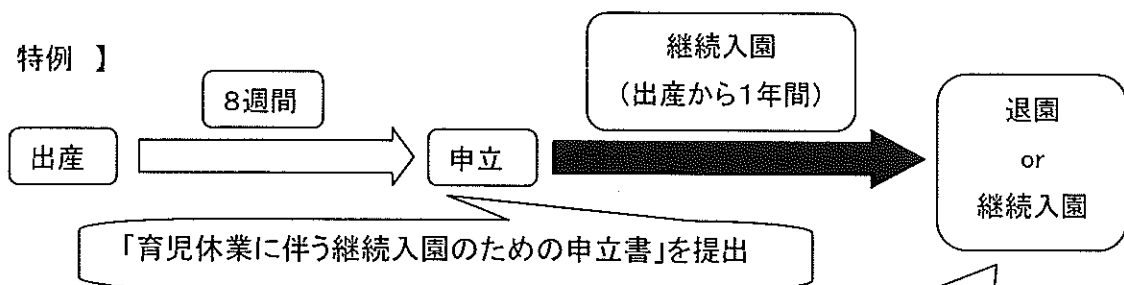 特例 】
8週間
継続入園
(出産から1年間)
出産
申立
退園
or
継続入園
「育児休業に伴う継続入園のための申立書」を提出